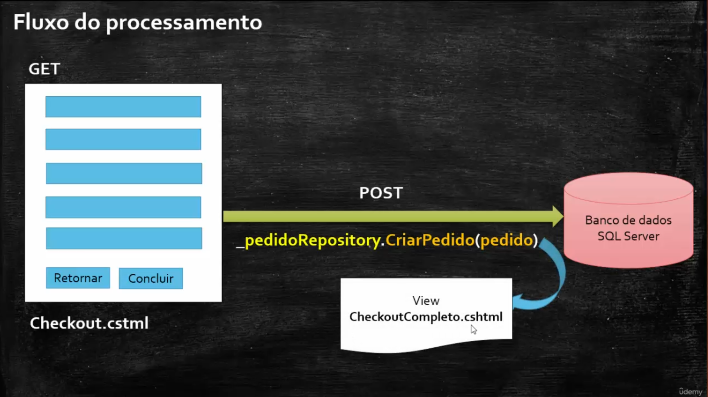 Fluxo do processamento
GET
Retornar
Concluir
Checkout.cstml
POST
_pedidoRepository.CriarPedido(pedido)
Banco de dados
SQL Server
View
CheckoutCompleto.cshtml
ûdemy